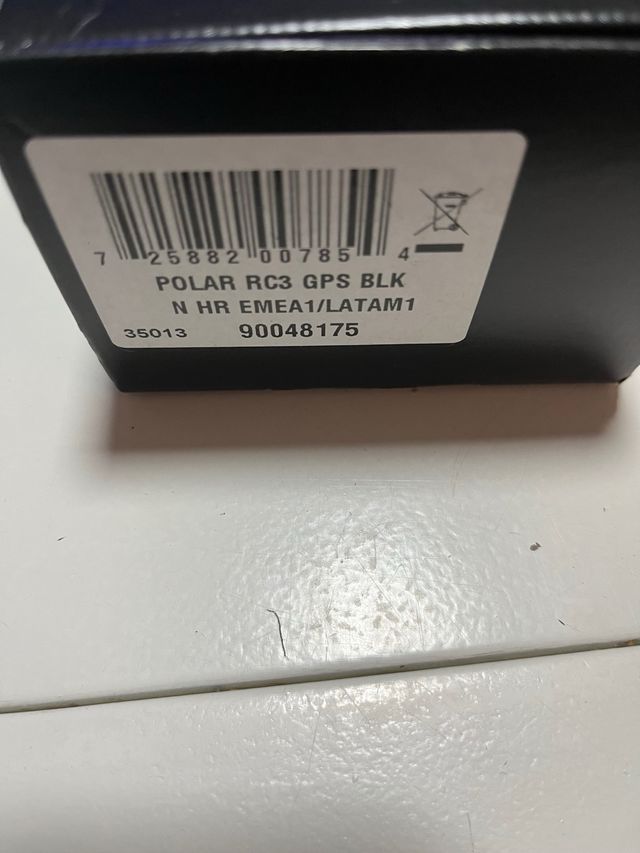 7 25882 00785 4
POLAR RC3 GPS BLK
N HR EMEA1/LATAM1
35013 90048175